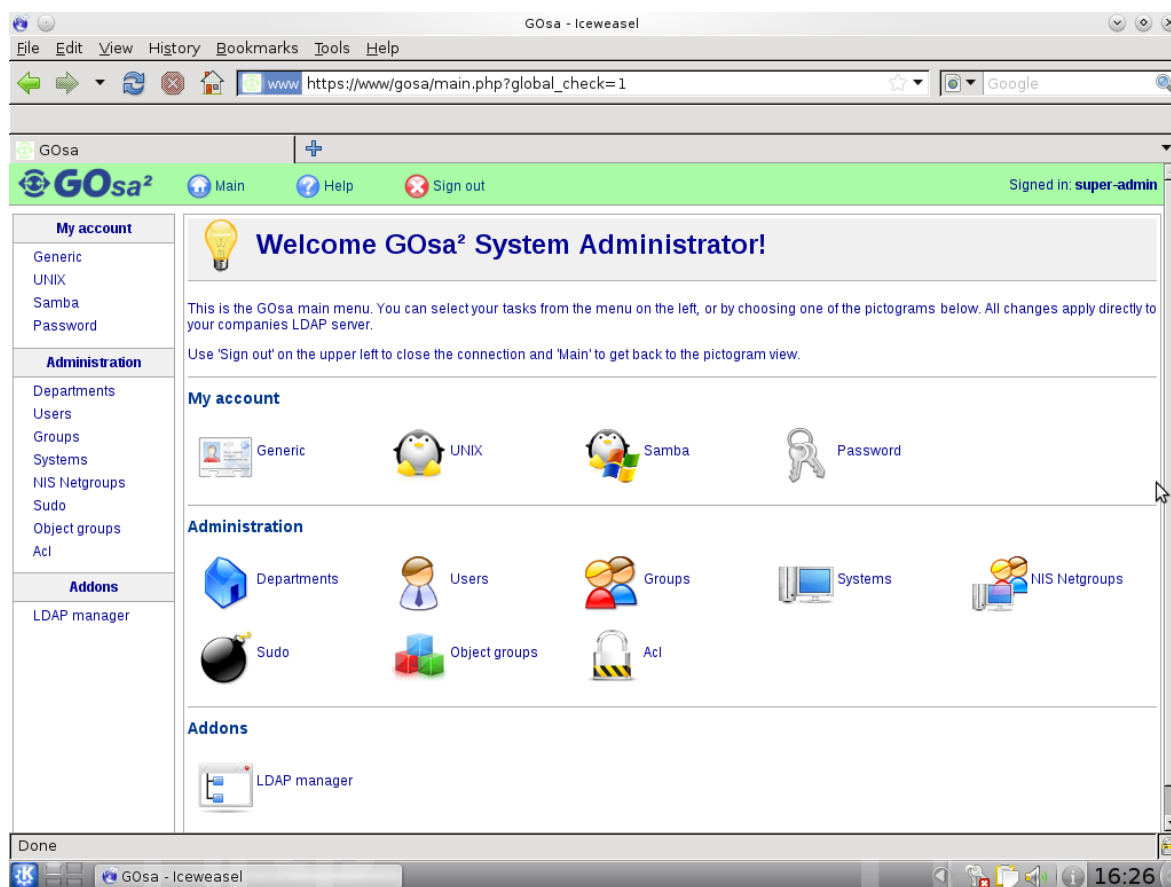 GOsa - Iceweasel
File Edit View History Bookmarks Tools Help
www https://www/gosa/main.php?global_check=1
Google
GOsa
GOsa²
Main
Help
Sign out
Signed in: super-admin
My account
Generic
UNIX
Samba
Password
Administration
Departments
Users
Groups
Systems
NIS Netgroups
Sudo
Object groups
Acl
Addons
LDAP manager
Welcome GOsa² System Administrator!
This is the GOsa main menu. You can select your tasks from the menu on the left, or by choosing one of the pictograms below. All changes apply directly to
your companies LDAP server.
Use 'Sign out' on the upper left to close the connection and 'Main' to get back to the pictogram view.
My account
Generic
UNIX
Samba
Password
Administration
Departments
Users
Groups
Systems
NIS Netgroups
Sudo
Object groups
Acl
Addons
LDAP manager
Done
GOsa - Iceweasel
16:26